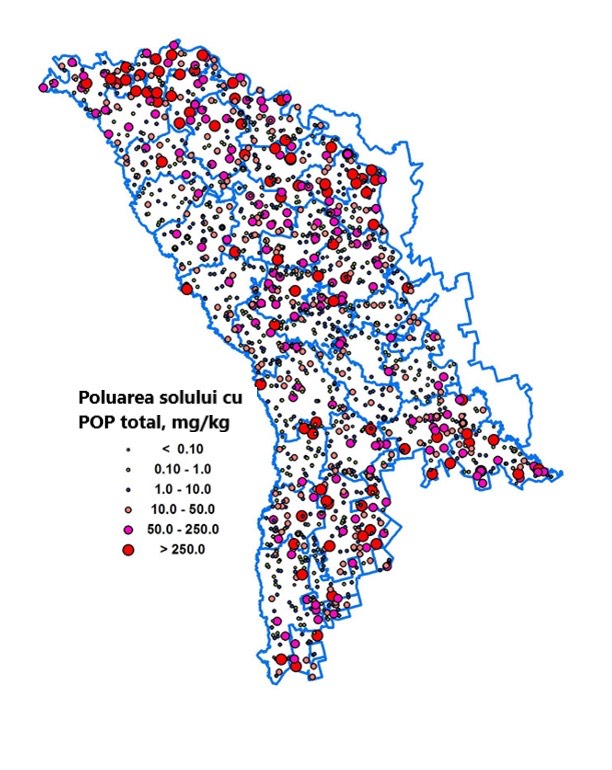 Poluarea solului cu
POP total, mg/kg
< 0.10
0.10 - 1.0
1.0 - 10.0
10.0 - 50.0
50.0 - 250.0
> 250.0